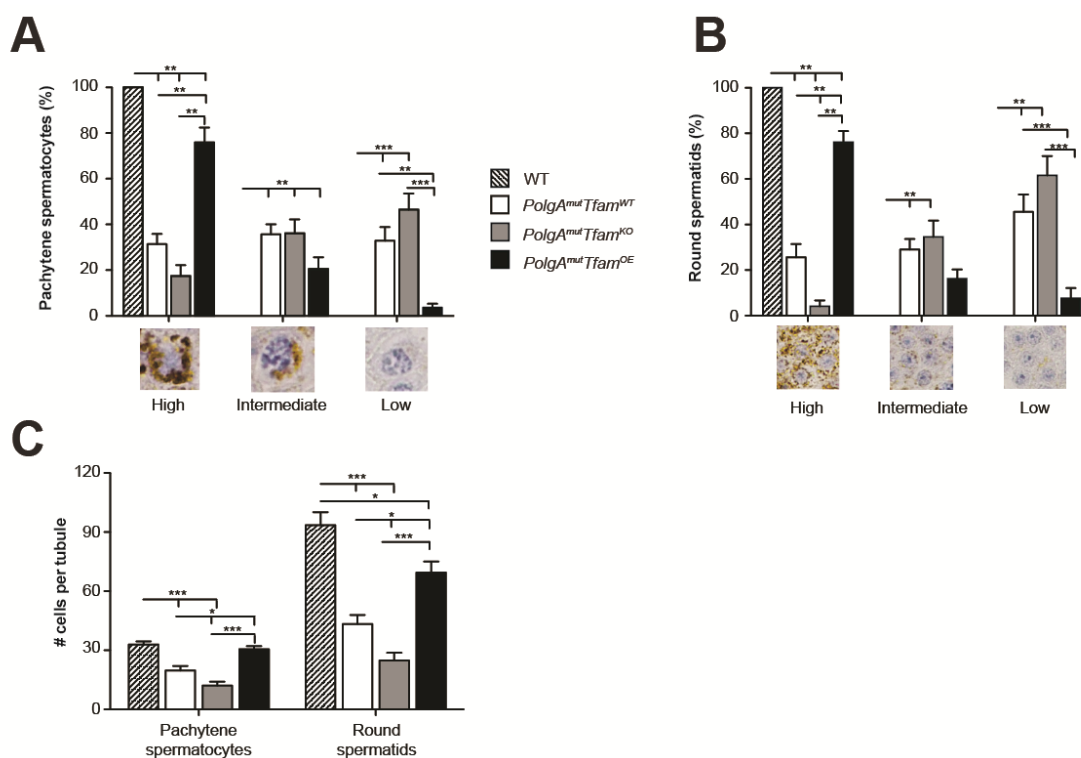 A
Pachytene spermatocytes (%)
100
80
60
40
20
0
**
**
**
**
***
**
***
High
Intermediate
Low
WT
PolgA^mut Tfam^WT
PolgA^mut Tfam^KO
PolgA^mut Tfam^OE
B
Round spermatids (%)
100
80
60
40
20
0
**
**
**
**
**
***
***
High
Intermediate
Low
C
# cells per tubule
120
90
60
30
0
***
*
***
***
*
*
***
Pachytene
spermatocytes
Round
spermatids